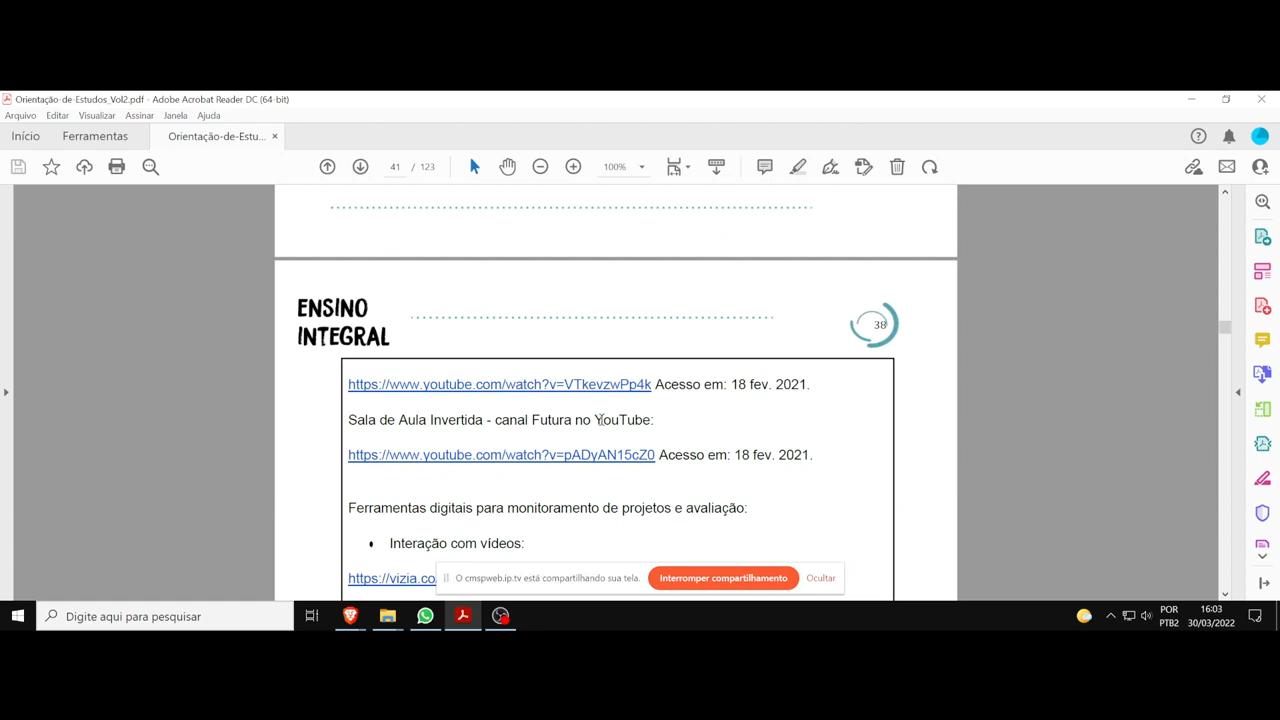 Orientação-de-Estudos_Vol2.pdf - Adobe Acrobat Reader DC (64-bit)
Arquivo Editar Visualizar Assinar Janela Ajuda
Início Ferramentas Orientação-de-Estu... ×
41 / 123 100%
ENSINO
INTEGRAL
38
https://www.youtube.com/watch?v=VTkevzwPp4k Acesso em: 18 fev. 2021.
Sala de Aula Invertida - canal Futura no YouTube:
https://www.youtube.com/watch?v=pADyAN15cZ0 Acesso em: 18 fev. 2021.
Ferramentas digitais para monitoramento de projetos e avaliação:
• Interação com vídeos:
https://vizia.co
O cmspweb.ip.tv está compartilhando sua tela. Interromper compartilhamento Ocultar
Digite aqui para pesquisar
POR
PTB2
16:03
30/03/2022